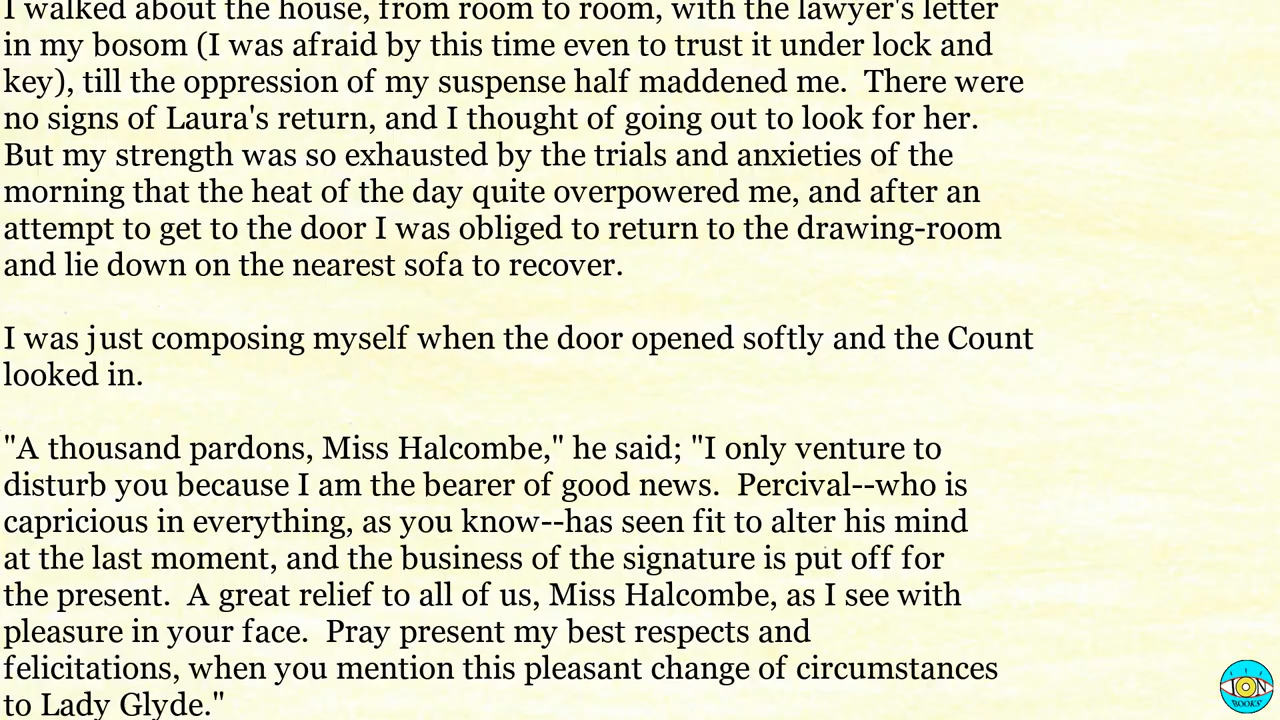 I walked about the house, from room to room, with the lawyer's letter
in my bosom (I was afraid by this time even to trust it under lock and
key), till the oppression of my suspense half maddened me.  There were
no signs of Laura's return, and I thought of going out to look for her.
But my strength was so exhausted by the trials and anxieties of the
morning that the heat of the day quite overpowered me, and after an
attempt to get to the door I was obliged to return to the drawing-room
and lie down on the nearest sofa to recover.
I was just composing myself when the door opened softly and the Count
looked in.
"A thousand pardons, Miss Halcombe," he said; "I only venture to
disturb you because I am the bearer of good news.  Percival--who is
capricious in everything, as you know--has seen fit to alter his mind
at the last moment, and the business of the signature is put off for
the present.  A great relief to all of us, Miss Halcombe, as I see with
pleasure in your face.  Pray present my best respects and
felicitations, when you mention this pleasant change of circumstances
to Lady Glyde."
ION
BOOKS